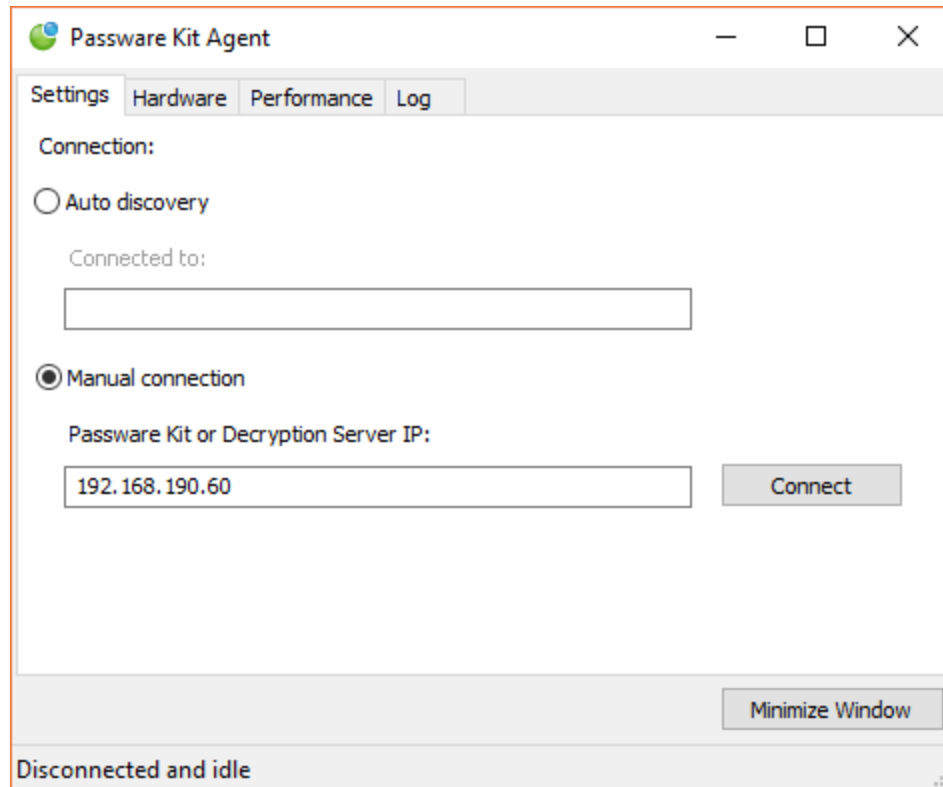 Passware Kit Agent
Settings Hardware Performance Log
Connection:
Auto discovery
Connected to:
Manual connection
Passware Kit or Decryption Server IP:
192.168.190.60 Connect
Minimize Window
Disconnected and idle